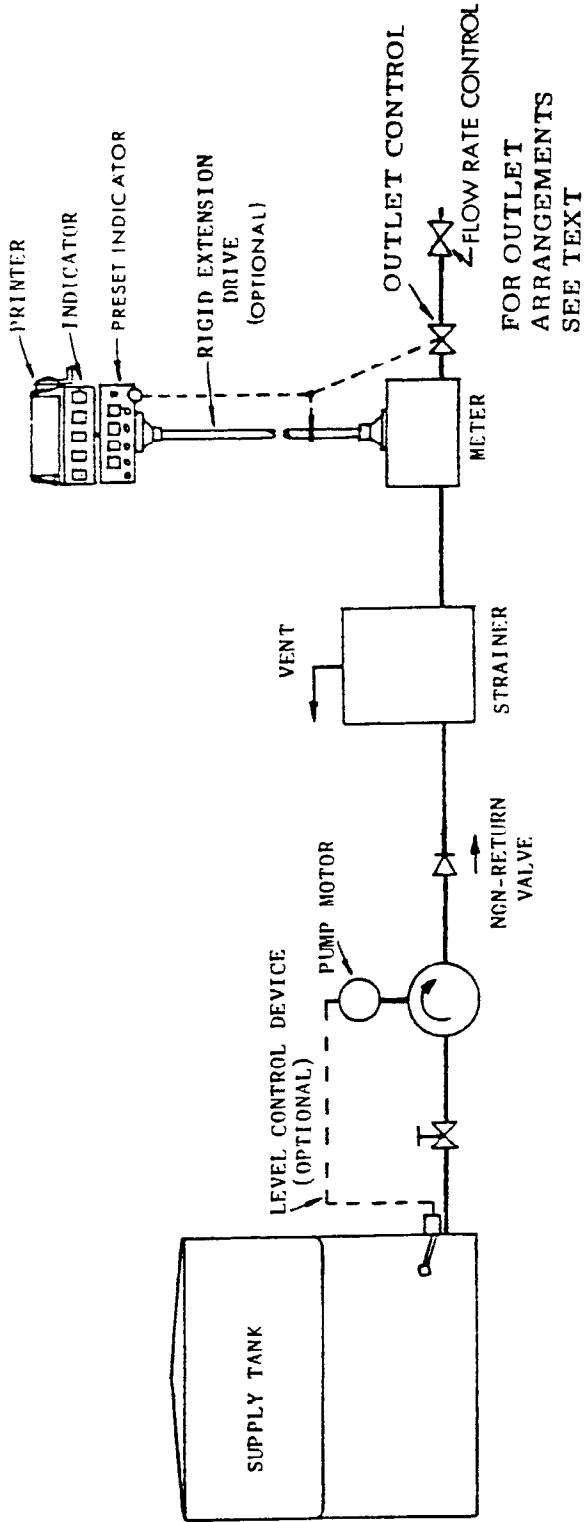 SUPPLY TANK
LEVEL CONTROL DEVICE
(OPTIONAL)
PUMP MOTOR
NON-RETURN
VALVE
VENT
STRAINER
PRINTER
INDICATOR
PRESET INDICATOR
RIGID EXTENSION
DRIVE
(OPTIONAL)
METER
OUTLET CONTROL
FLOW RATE CONTROL
FOR OUTLET
ARRANGEMENTS
SEE TEXT